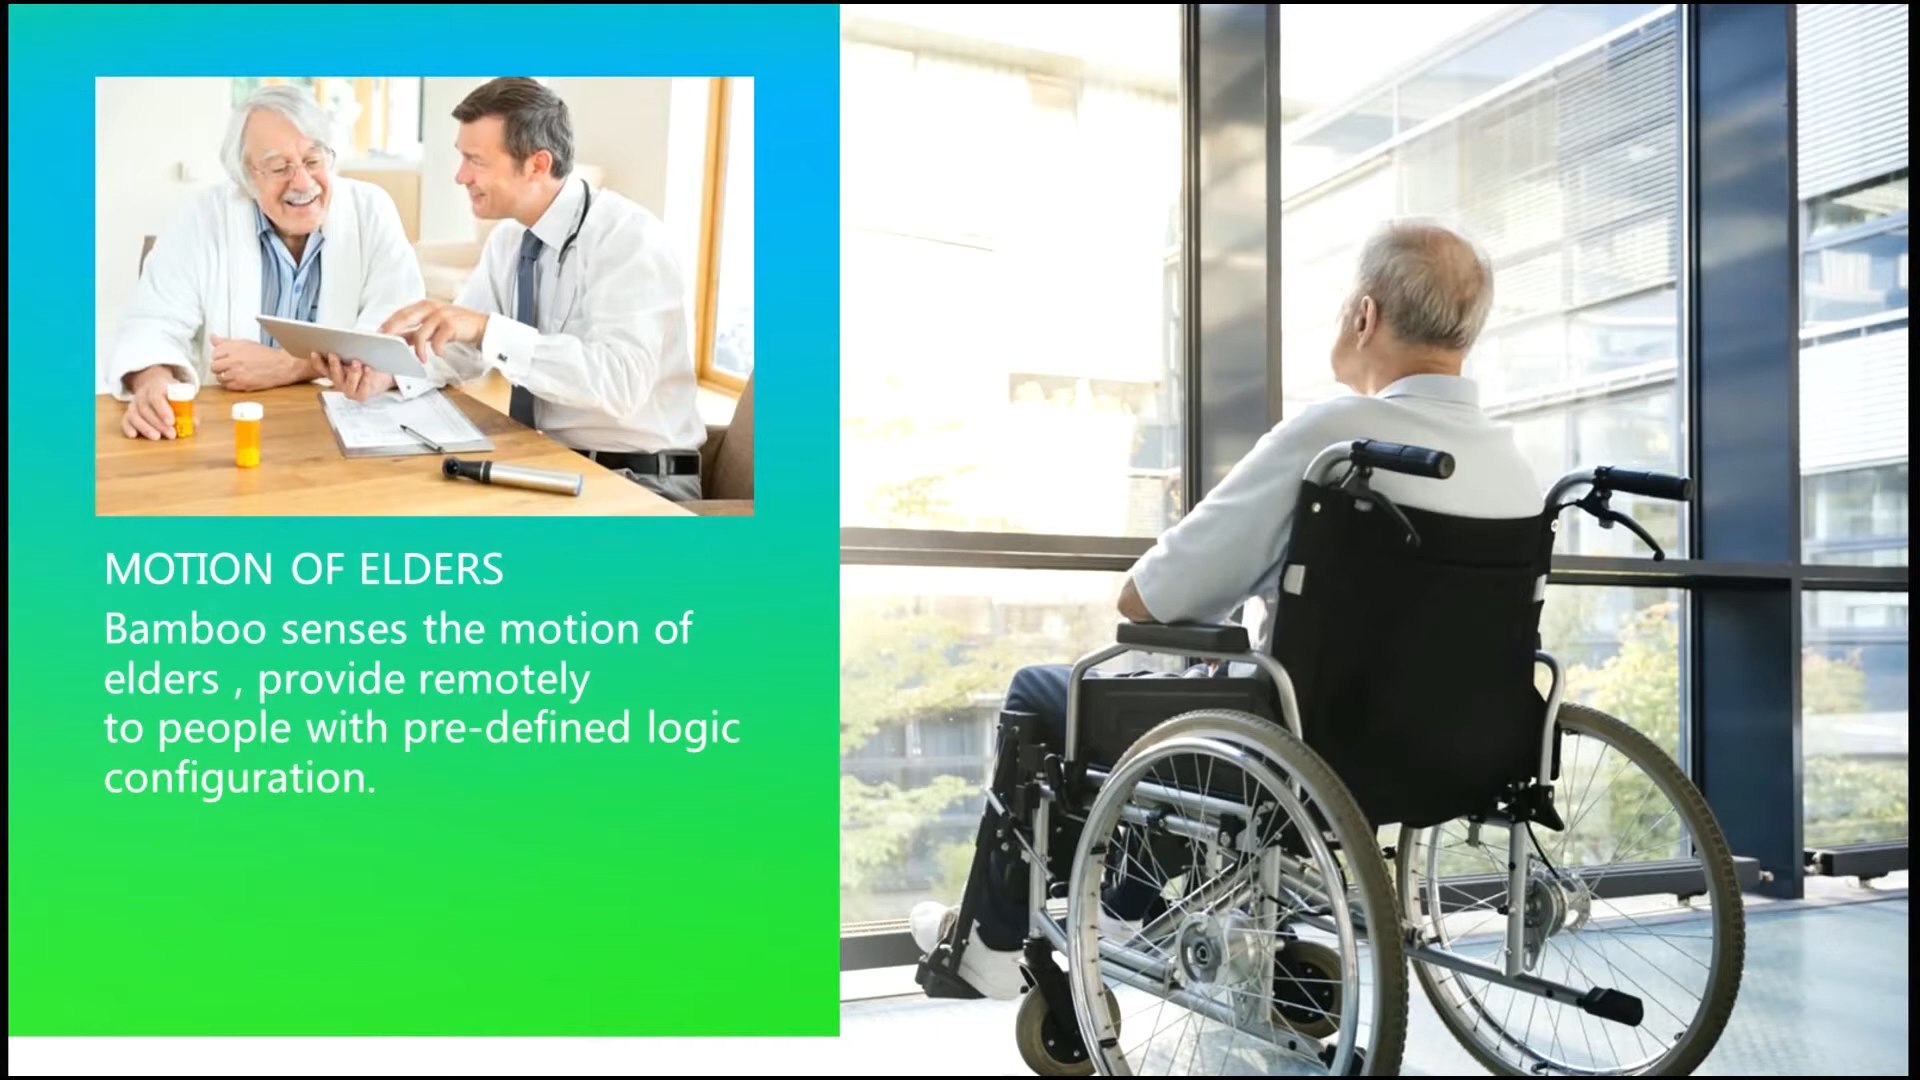 MOTION OF ELDERS
Bamboo senses the motion of
elders , provide remotely
to people with pre-defined logic
configuration.